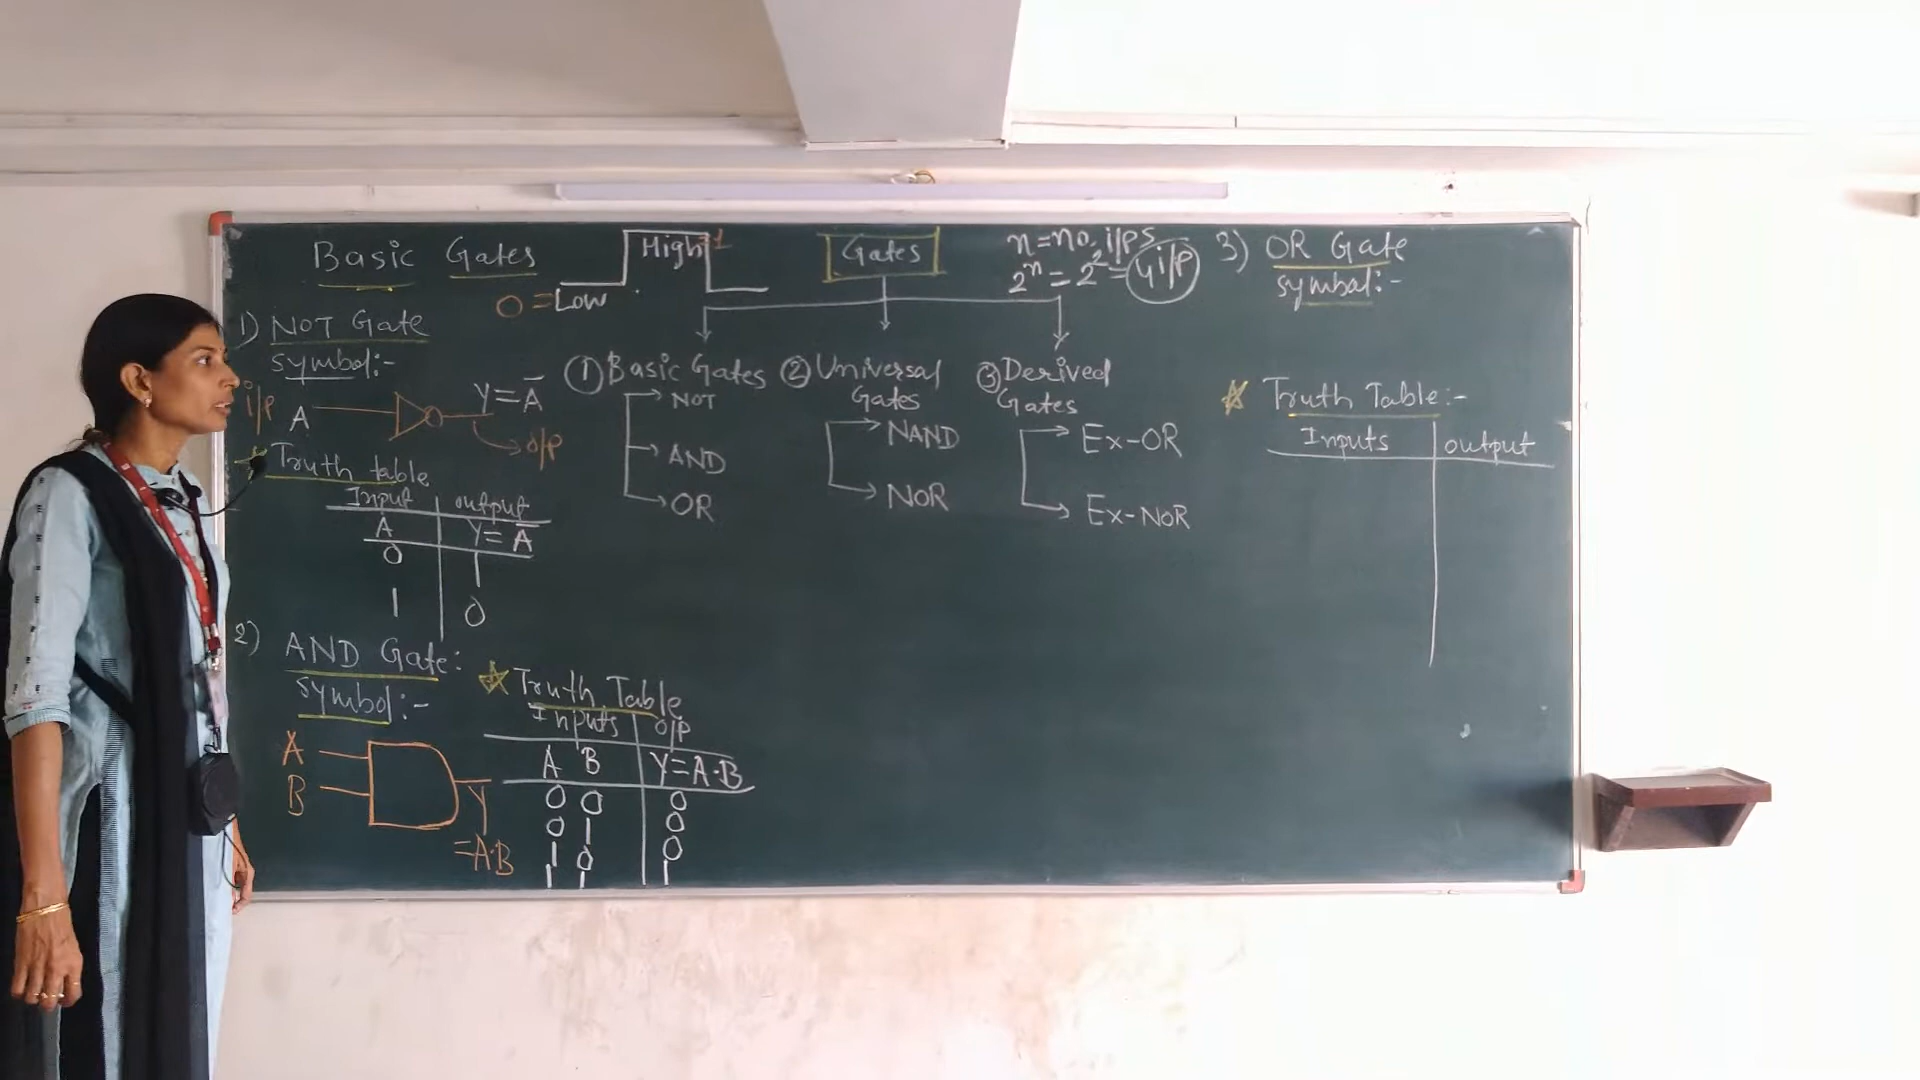 Basic Gates
High = 1
0 = Low
1) NOT Gate
symbol:-
i/p A
Y = A̅
o/p
Truth table
Input output
A Y = A̅
0 1
1 0
2) AND Gate:
symbol:-
A
B
Y
= A·B
Truth Table
Inputs O/P
A B Y = A·B
0 0 0
0 1 0
1 0 0
1 1 1
Gates
n = no. i/ps
2ⁿ = 2² = 4 i/p
① Basic Gates
NOT
AND
OR
② Universal
Gates
NAND
NOR
③ Derived
Gates
Ex-OR
Ex-NOR
3) OR Gate
symbol:-
Truth Table:-
Inputs output